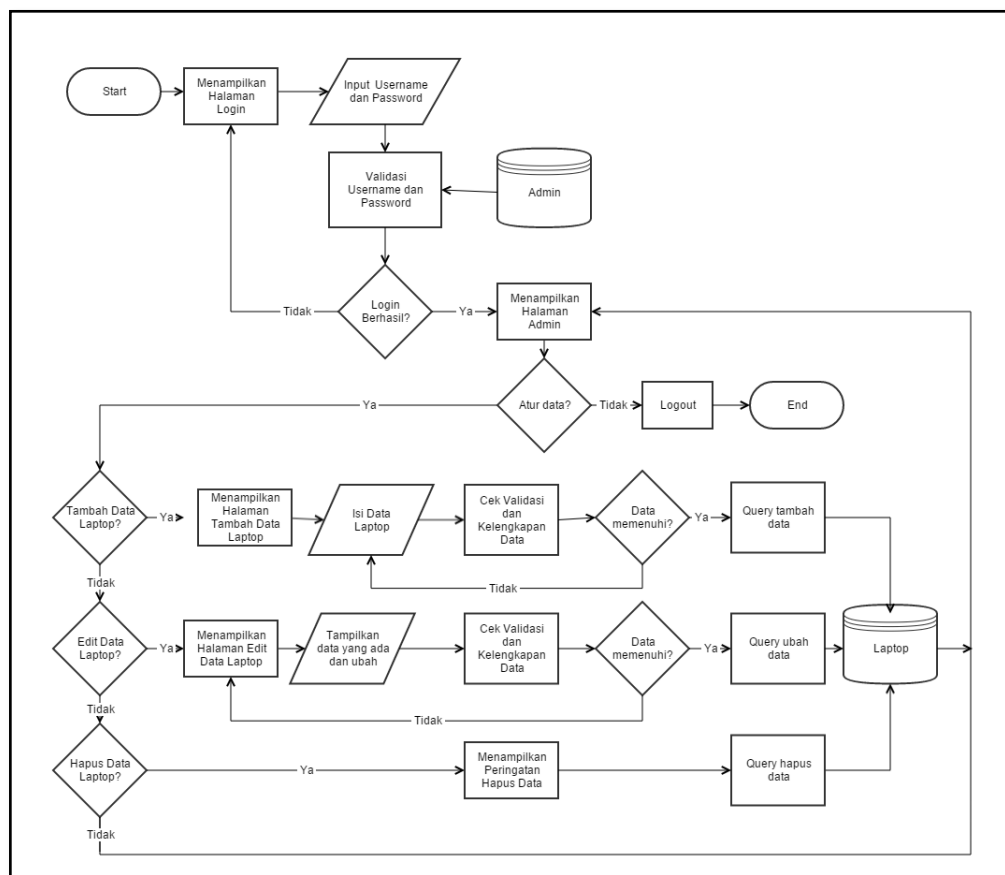 Start
Menampilkan
Halaman
Login
Input Username
dan Password
Validasi
Username dan
Password
Admin
Login
Berhasil?
Tidak
Ya
Menampilkan
Halaman
Admin
Atur data?
Ya
Tidak
Logout
End
Tambah Data
Laptop?
Ya
Menampilkan
Halaman
Tambah Data
Laptop
Isi Data
Laptop
Cek Validasi
dan
Kelengkapan
Data
Data
memenuhi?
Ya
Query tambah
data
Tidak
Tidak
Edit Data
Laptop?
Ya
Menampilkan
Halaman Edit
Data Laptop
Tampilkan
data yang ada
dan ubah
Cek Validasi
dan
Kelengkapan
Data
Data
memenuhi?
Ya
Query ubah
data
Laptop
Tidak
Tidak
Hapus Data
Laptop?
Ya
Menampilkan
Peringatan
Hapus Data
Query hapus
data
Tidak